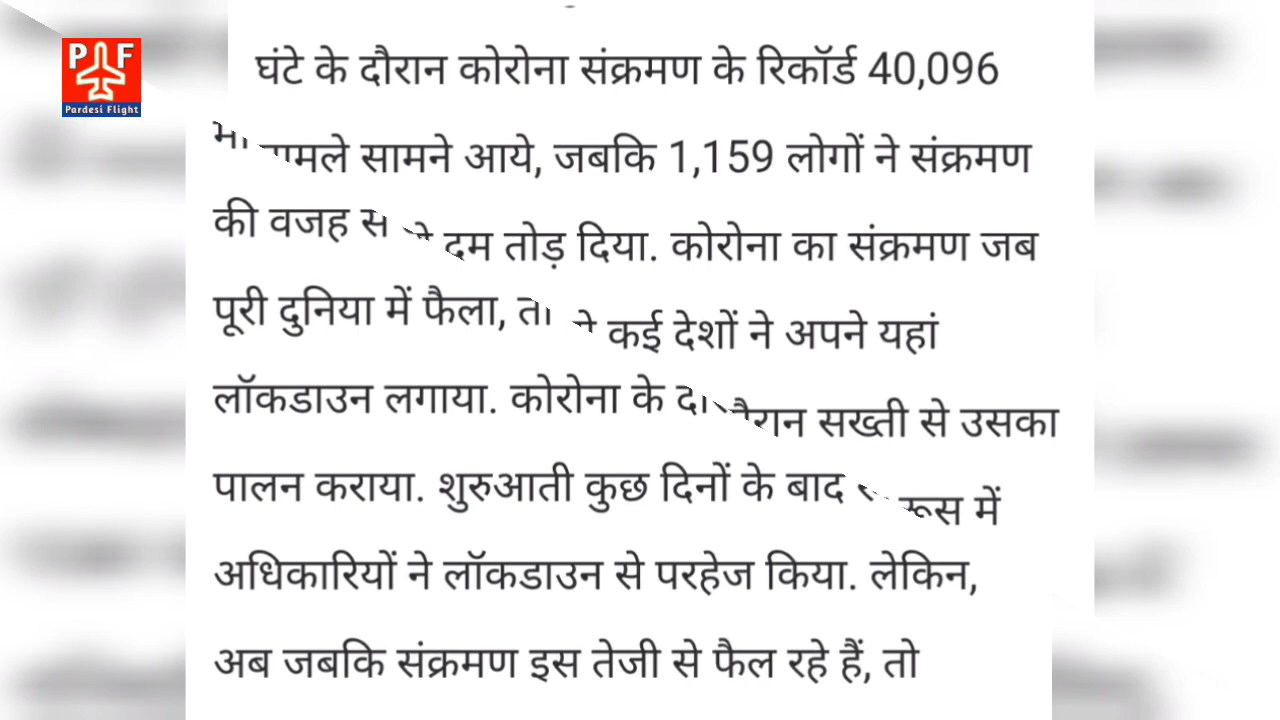 PF
Pardesi Flight
घंटे के दौरान कोरोना संक्रमण के रिकॉर्ड 40,096
मामले सामने आये, जबकि 1,159 लोगों ने संक्रमण
की वजह से दम तोड़ दिया. कोरोना का संक्रमण जब
पूरी दुनिया में फैला, तो कई देशों ने अपने यहां
लॉकडाउन लगाया. कोरोना के दौरान सख्ती से उसका
पालन कराया. शुरुआती कुछ दिनों के बाद रूस में
अधिकारियों ने लॉकडाउन से परहेज किया. लेकिन,
अब जबकि संक्रमण इस तेजी से फैल रहे हैं, तो